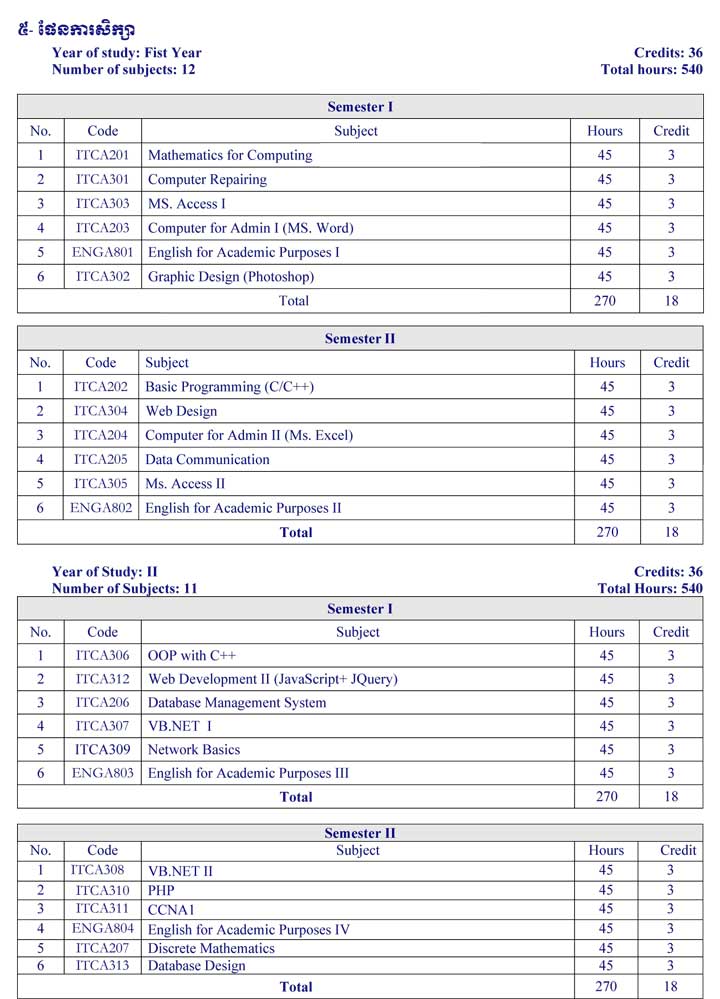 ៥- ផែនការសិក្សា
Year of study: Fist Year Credits: 36
Number of subjects: 12 Total hours: 540
Semester I
No. Code Subject Hours Credit
1 ITCA201 Mathematics for Computing 45 3
2 ITCA301 Computer Repairing 45 3
3 ITCA303 MS. Access I 45 3
4 ITCA203 Computer for Admin I (MS. Word) 45 3
5 ENGA801 English for Academic Purposes I 45 3
6 ITCA302 Graphic Design (Photoshop) 45 3
Total 270 18
Semester II
No. Code Subject Hours Credit
1 ITCA202 Basic Programming (C/C++) 45 3
2 ITCA304 Web Design 45 3
3 ITCA204 Computer for Admin II (Ms. Excel) 45 3
4 ITCA205 Data Communication 45 3
5 ITCA305 Ms. Access II 45 3
6 ENGA802 English for Academic Purposes II 45 3
Total 270 18
Year of Study: II Credits: 36
Number of Subjects: 11 Total Hours: 540
Semester I
No. Code Subject Hours Credit
1 ITCA306 OOP with C++ 45 3
2 ITCA312 Web Development II (JavaScript+ JQuery) 45 3
3 ITCA206 Database Management System 45 3
4 ITCA307 VB.NET I 45 3
5 ITCA309 Network Basics 45 3
6 ENGA803 English for Academic Purposes III 45 3
Total 270 18
Semester II
No. Code Subject Hours Credit
1 ITCA308 VB.NET II 45 3
2 ITCA310 PHP 45 3
3 ITCA311 CCNA1 45 3
4 ENGA804 English for Academic Purposes IV 45 3
5 ITCA207 Discrete Mathematics 45 3
6 ITCA313 Database Design 45 3
Total 270 18